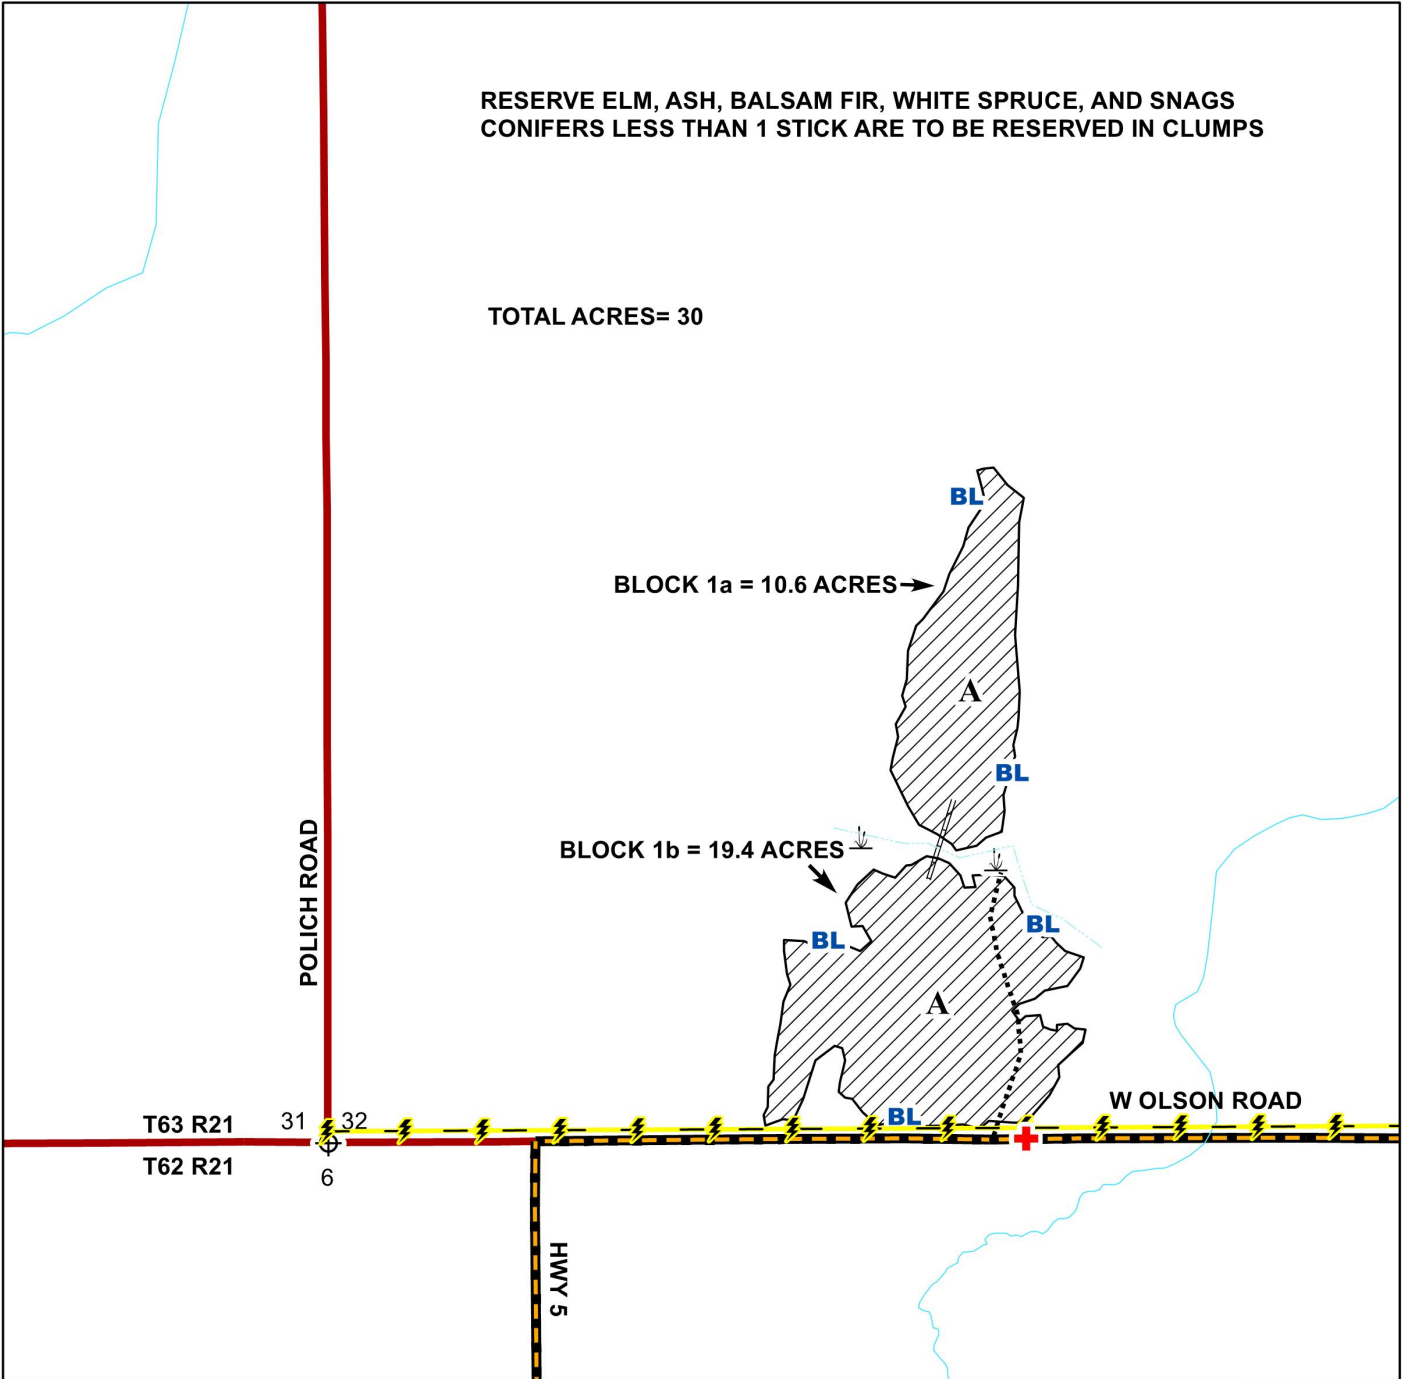 RESERVE ELM, ASH, BALSAM FIR, WHITE SPRUCE, AND SNAGS
CONIFERS LESS THAN 1 STICK ARE TO BE RESERVED IN CLUMPS
TOTAL ACRES= 30
BL
BLOCK 1a = 10.6 ACRES
A
BL
BLOCK 1b = 19.4 ACRES
POLICH ROAD
BL
BL
A
W OLSON ROAD
BL
T63 R21
31
32
T62 R21
6
HWY 5